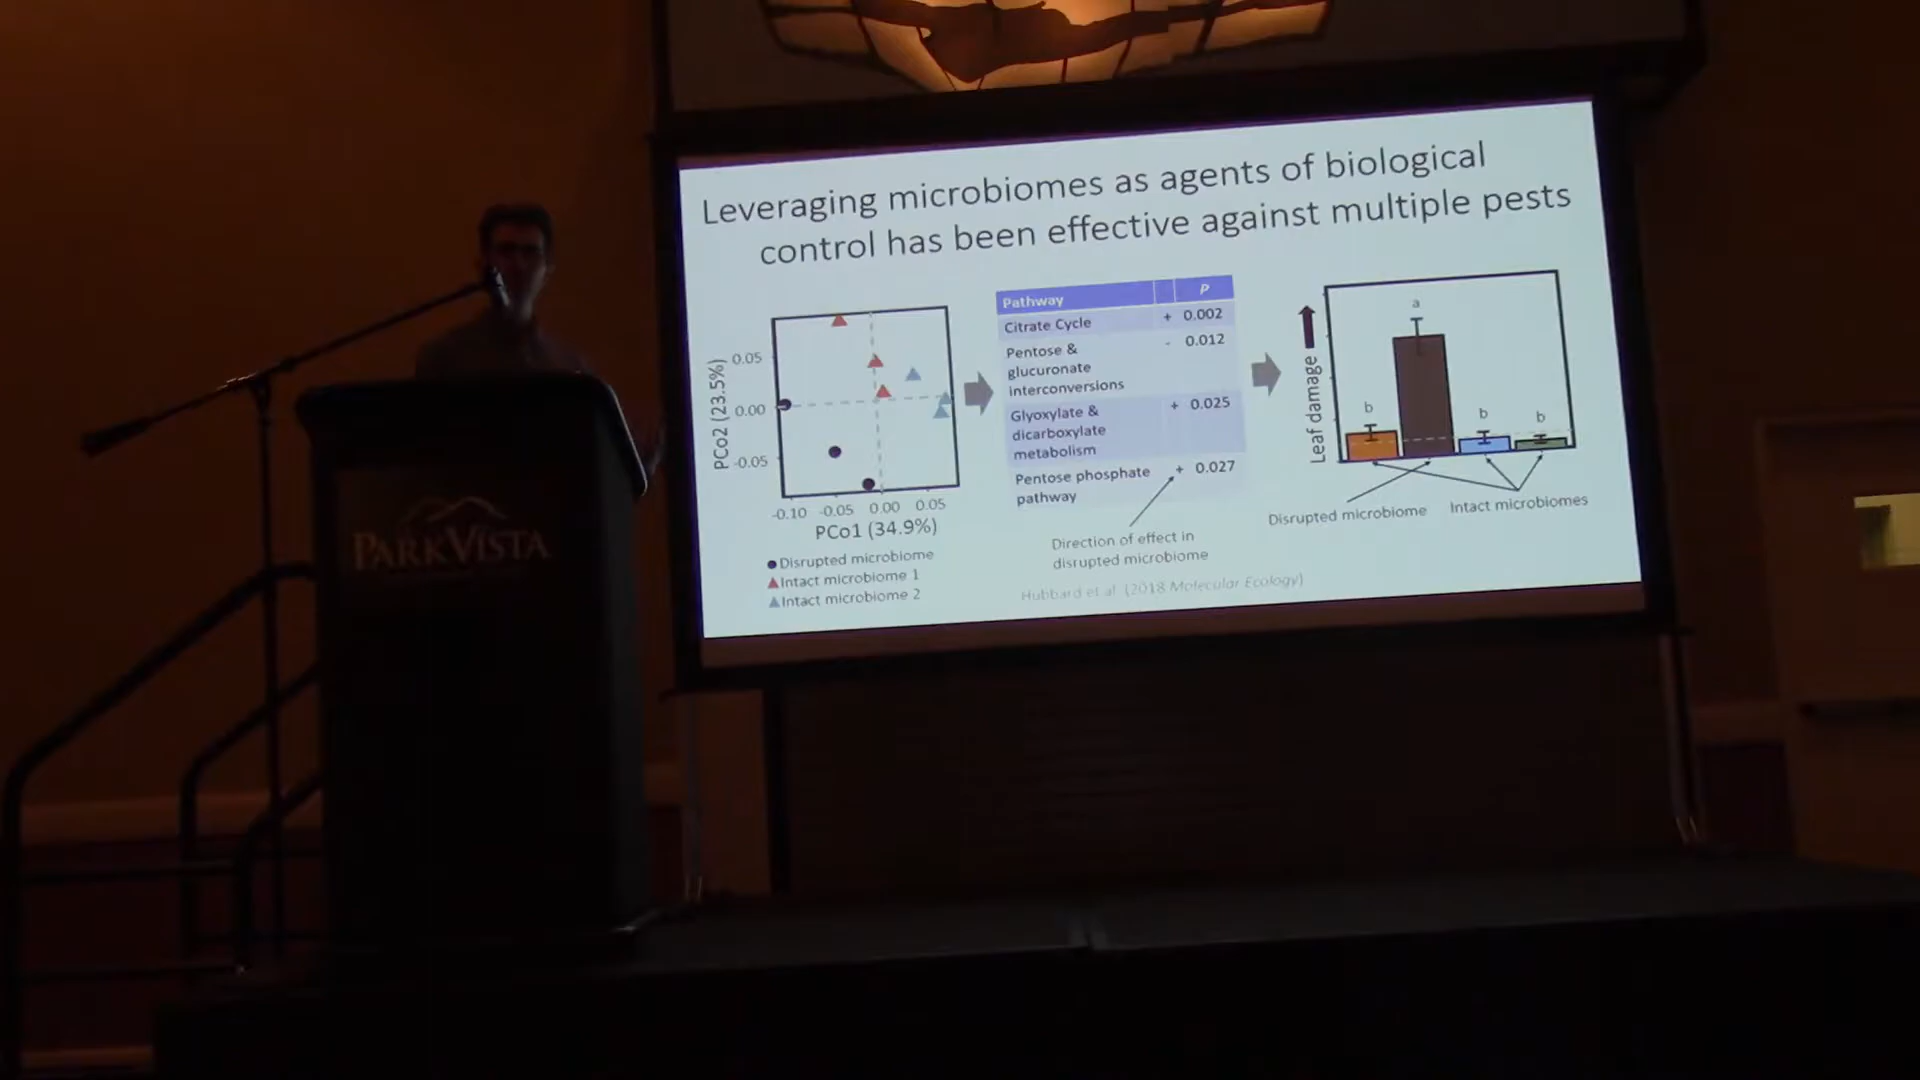 Leveraging microbiomes as agents of biological
control has been effective against multiple pests
PCo2 (23.5%)
0.05
0.00
-0.05
-0.10 -0.05 0.00 0.05
PCo1 (34.9%)
Disrupted microbiome
Intact microbiome 1
Intact microbiome 2
Pathway P
Citrate Cycle + 0.002
Pentose & - 0.012
glucuronate
interconversions
Glyoxylate & + 0.025
dicarboxylate
metabolism
Pentose phosphate + 0.027
pathway
Direction of effect in
disrupted microbiome
Hubbard et al. (2018 Molecular Ecology)
Leaf damage
a
b
b
b
Disrupted microbiome
Intact microbiomes
PARKVISTA